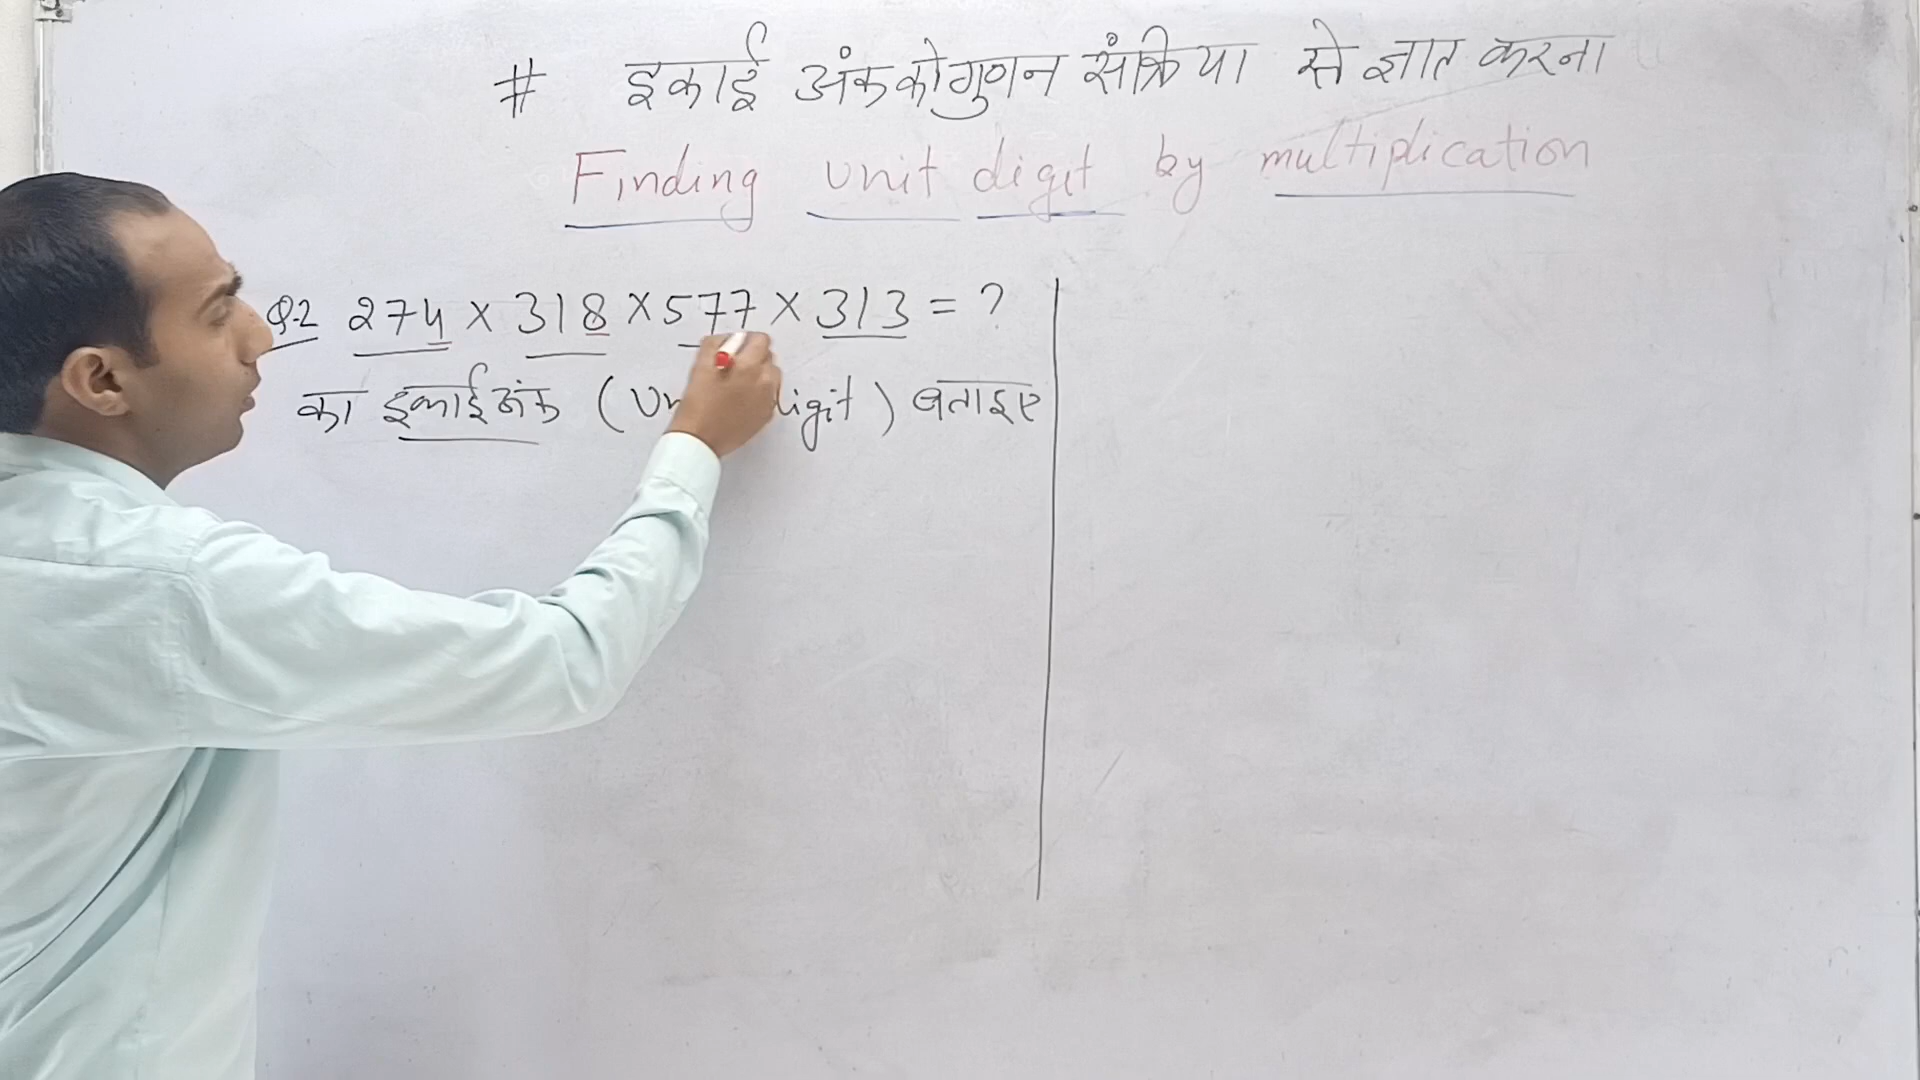 # इकाई अंक को गुणन संक्रिया से ज्ञात करना
Finding unit digit by multiplication
Q.2 274 × 318 × 577 × 313 = ?
का इकाई अंक ( digit ) बताइए